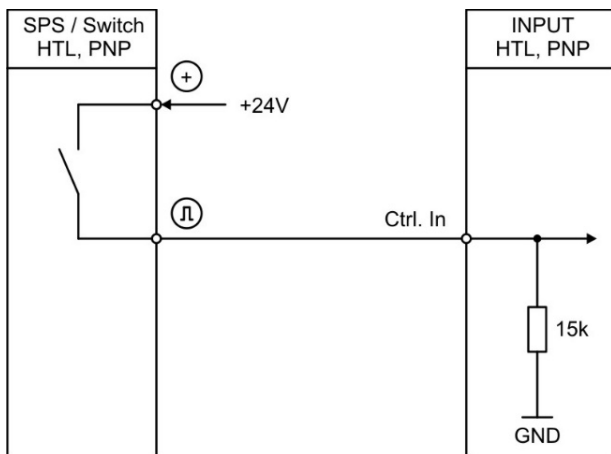 SPS / Switch
HTL, PNP
INPUT
HTL, PNP
+
+24V
Ctrl. In
15k
GND